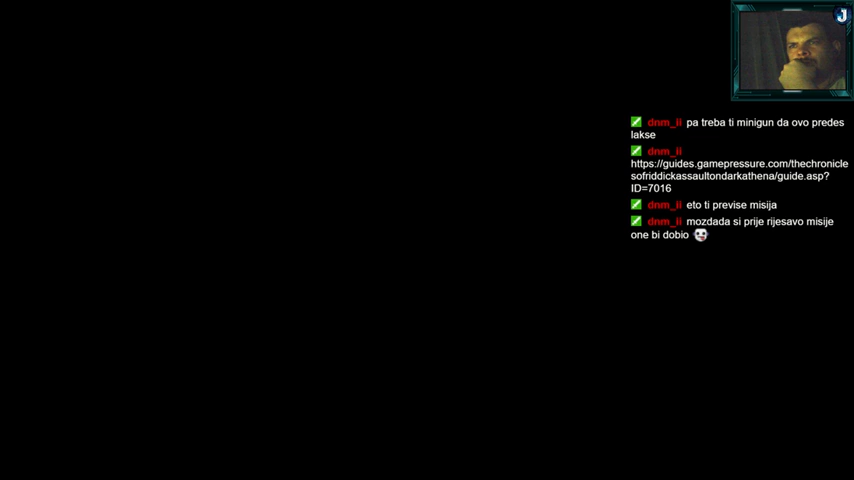 dnm_ii pa treba ti minigun da ovo predes
lakse
dnm_ii
https://guides.gamepressure.com/thechronicle
sofriddickassaultondarkathena/guide.asp?
ID=7016
dnm_ii eto ti previse misija
dnm_ii mozdada si prije rijesavo misije
one bi dobio
J